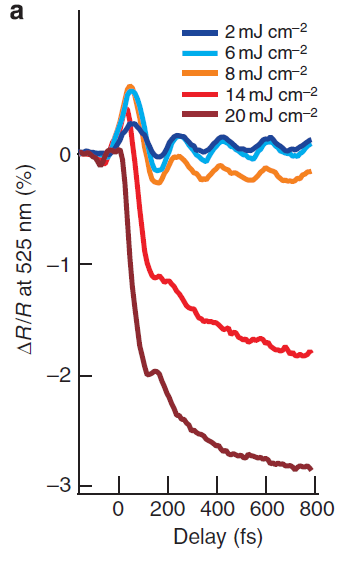 a
2 mJ cm⁻²
6 mJ cm⁻²
8 mJ cm⁻²
14 mJ cm⁻²
20 mJ cm⁻²
ΔR/R at 525 nm (%)
0
−1
−2
−3
0 200 400 600 800
Delay (fs)